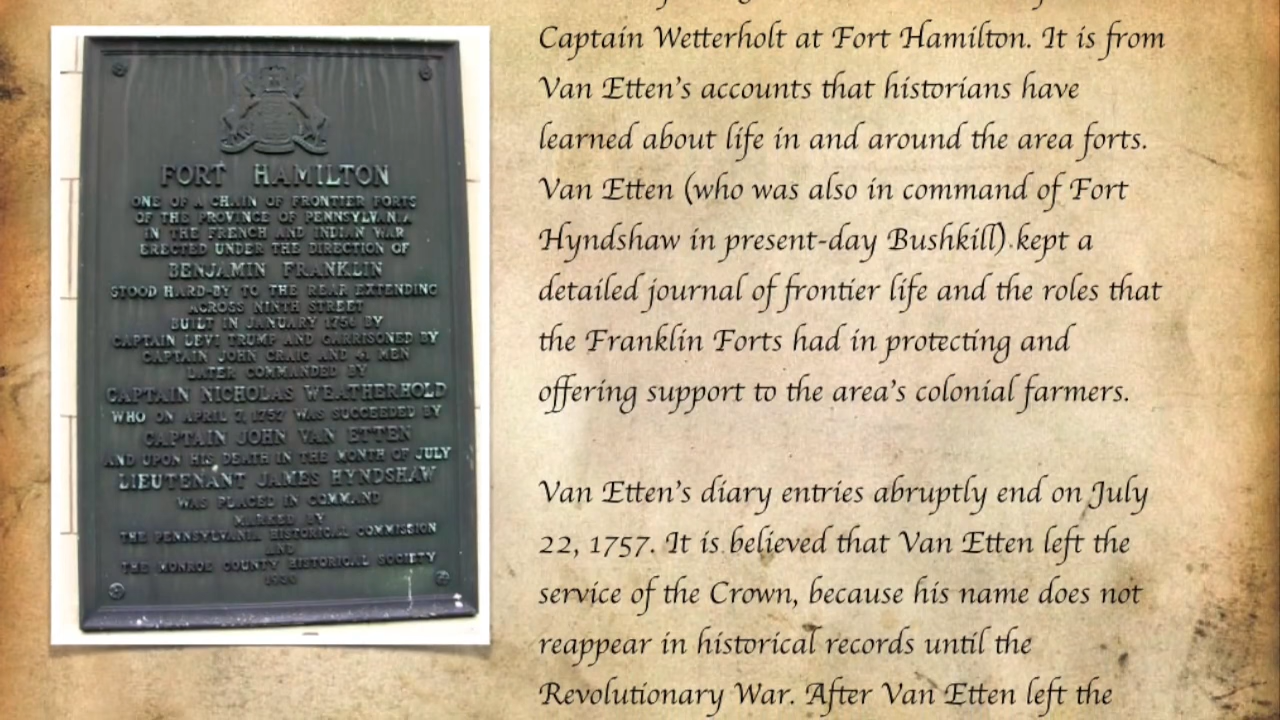 FORT HAMILTON
ONE OF A CHAIN OF FRONTIER FORTS
OF THE PROVINCE OF PENNSYLVANIA
IN THE FRENCH AND INDIAN WAR
ERECTED UNDER THE DIRECTION OF
BENJAMIN FRANKLIN
STOOD HARD-BY TO THE REAR EXTENDING
ACROSS NINTH STREET
BUILT IN JANUARY 1756 BY
CAPTAIN LEVI TRUMP AND GARRISONED BY
CAPTAIN JOHN CRAIG AND 41 MEN
LATER COMMANDED BY
CAPTAIN NICHOLAS WEATHERHOLD
WHO ON APRIL 7, 1757 WAS SUCCEEDED BY
CAPTAIN JOHN VAN ETTEN
AND UPON HIS DEATH IN THE MONTH OF JULY
LIEUTENANT JAMES HYNDSHAW
WAS PLACED IN COMMAND
MARKED BY
THE PENNSYLVANIA HISTORICAL COMMISSION
AND
THE MONROE COUNTY HISTORICAL SOCIETY
Captain Wetterholt at Fort Hamilton. It is from
Van Etten's accounts that historians have
learned about life in and around the area forts.
Van Etten (who was also in command of Fort
Hyndshaw in present-day Bushkill) kept a
detailed journal of frontier life and the roles that
the Franklin Forts had in protecting and
offering support to the area's colonial farmers.
Van Etten's diary entries abruptly end on July
22, 1757. It is believed that Van Etten left the
service of the Crown, because his name does not
reappear in historical records until the
Revolutionary War. After Van Etten left the